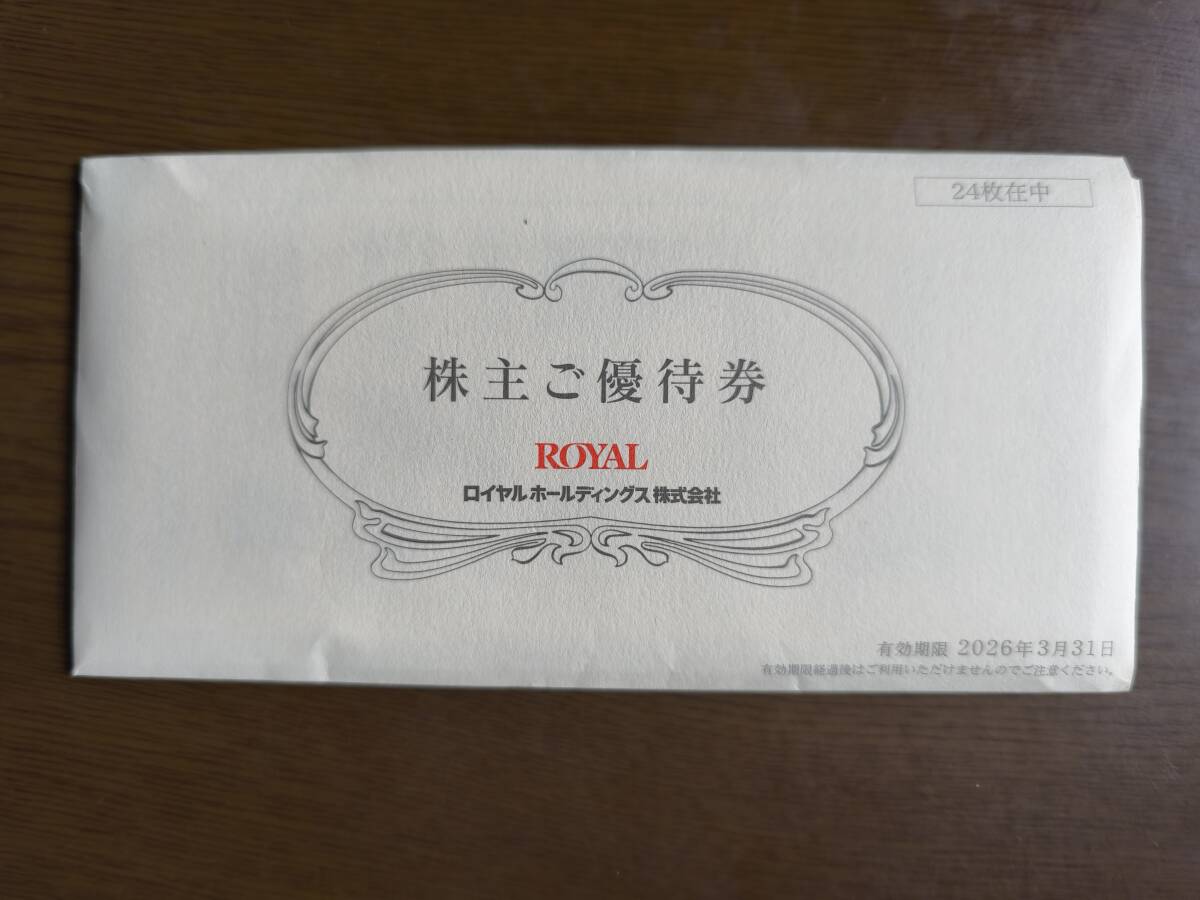 24枚在中
株主ご優待券
ROYAL
ロイヤルホールディングス株式会社
有効期限 2026年3月31日
有効期限経過後はご利用いただけませんのでご注意ください。